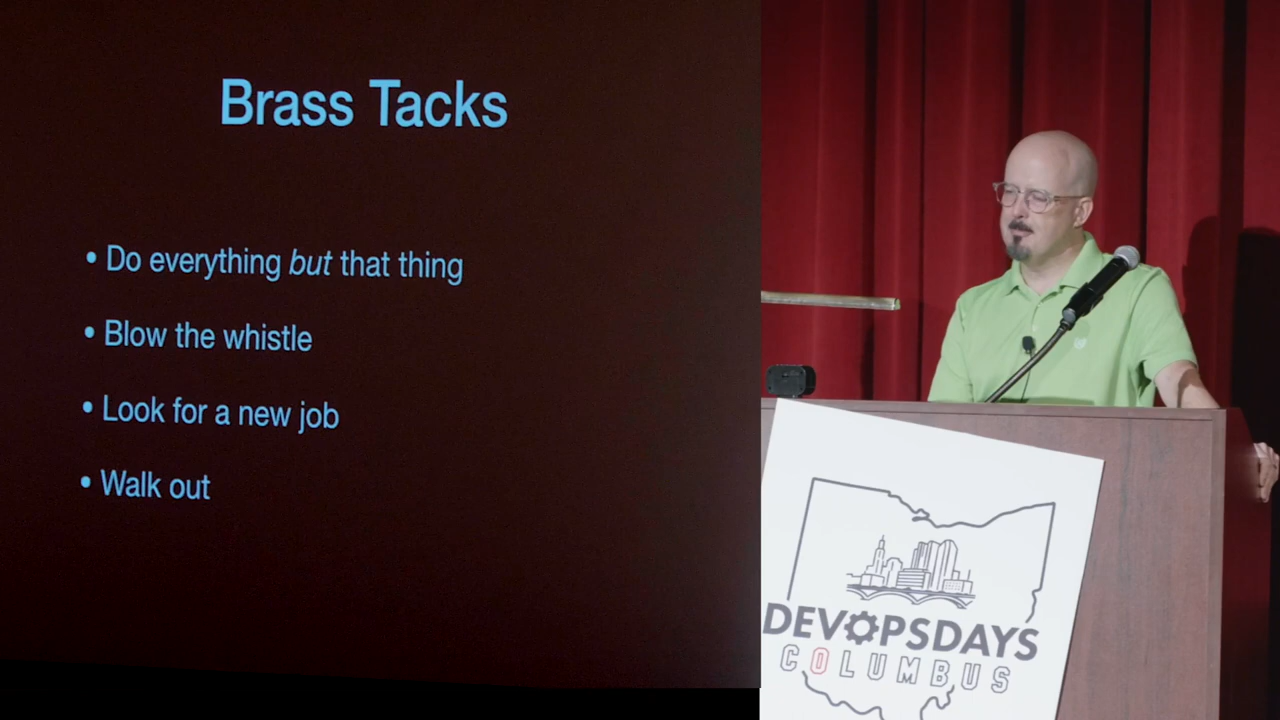 Brass Tacks
• Do everything but that thing
• Blow the whistle
• Look for a new job
• Walk out
DEVOPSDAYS
COLUMBUS